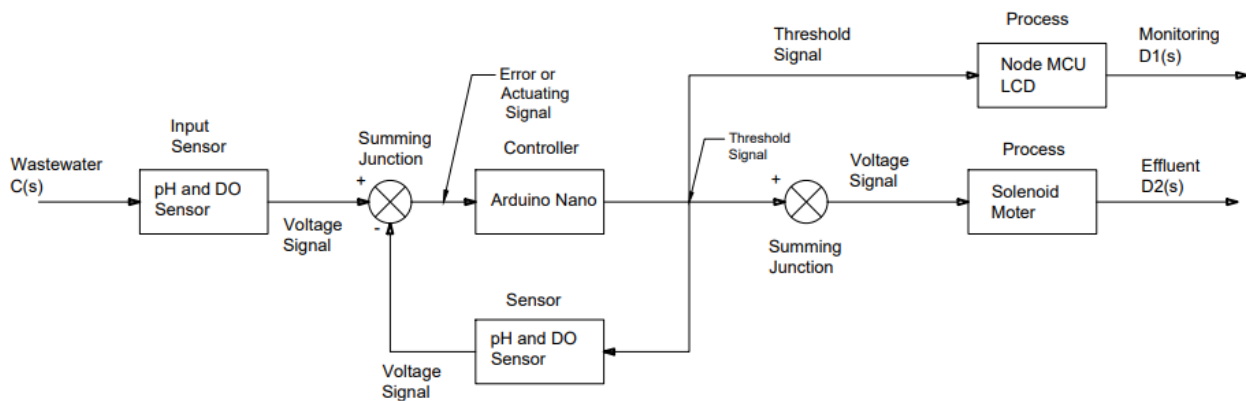 Process
Threshold
Signal
Monitoring
D1(s)
Node MCU
LCD
Error or
Actuating
Signal
Input
Sensor
Summing
Junction
Controller
Threshold
Signal
Voltage
Signal
Process
Effluent
D2(s)
Wastewater
C(s)
pH and DO
Sensor
+
-
Arduino Nano
+
Solenoid
Moter
Voltage
Signal
Summing
Junction
Sensor
pH and DO
Sensor
Voltage
Signal